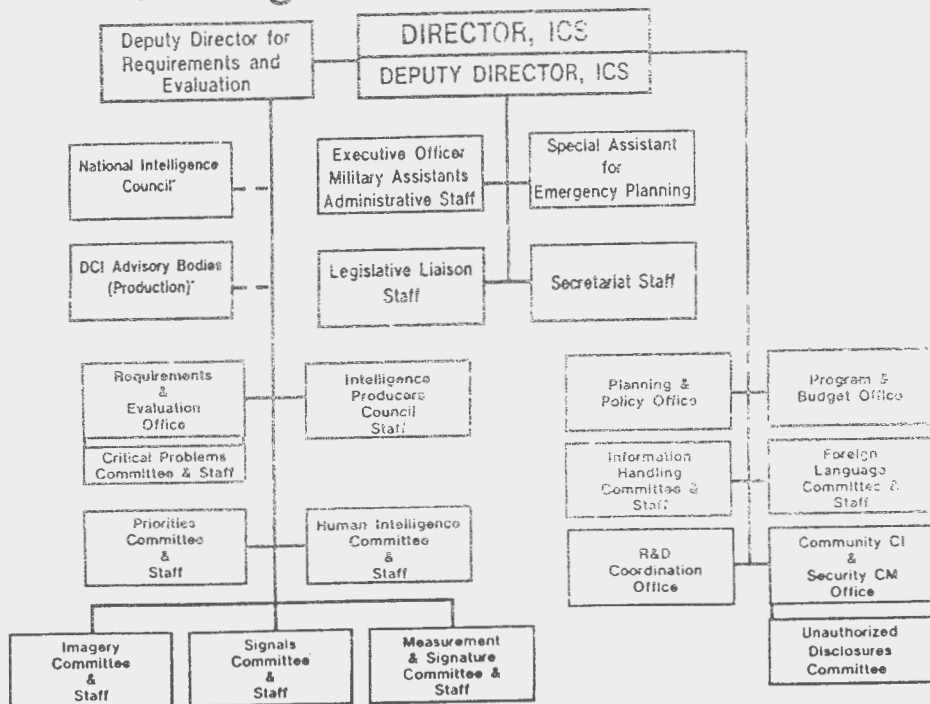 Deputy Director for
Requirements and
Evaluation
DIRECTOR, ICS
DEPUTY DIRECTOR, ICS
National Intelligence
Council*
Executive Officer
Military Assistants
Administrative Staff
Special Assistant
for
Emergency Planning
DCI Advisory Bodies
(Production)*
Legislative Liaison
Staff
Secretariat Staff
Requirements
&
Evaluation
Office
Critical Problems
Committee & Staff
Intelligence
Producers
Council
Staff
Planning &
Policy Office
Program &
Budget Office
Information
Handling
Committee &
Staff
Foreign
Language
Committee &
Staff
Priorities
Committee
&
Staff
Human Intelligence
Committee
&
Staff
R&D
Coordination
Office
Community CI
&
Security CM
Office
Unauthorized
Disclosures
Committee
Imagery
Committee
&
Staff
Signals
Committee
&
Staff
Measurement
& Signature
Committee &
Staff